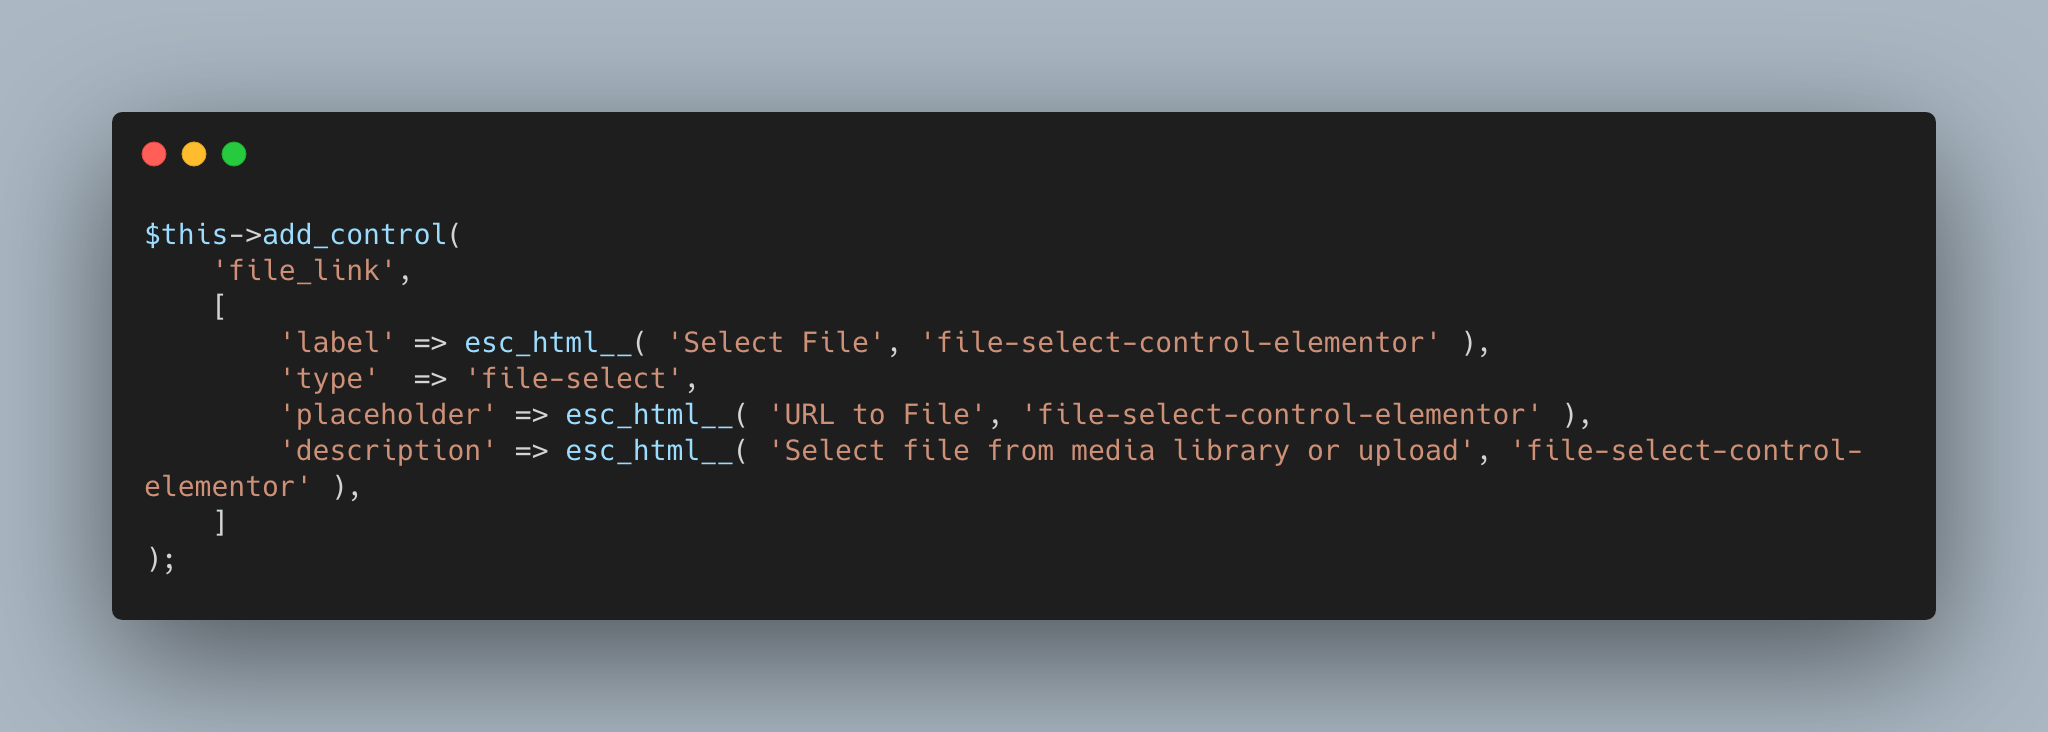 $this->add_control(
    'file_link',
    [
        'label' => esc_html__( 'Select File', 'file-select-control-elementor' ),
        'type'  => 'file-select',
        'placeholder' => esc_html__( 'URL to File', 'file-select-control-elementor' ),
        'description' => esc_html__( 'Select file from media library or upload', 'file-select-control-
elementor' ),
    ]
);